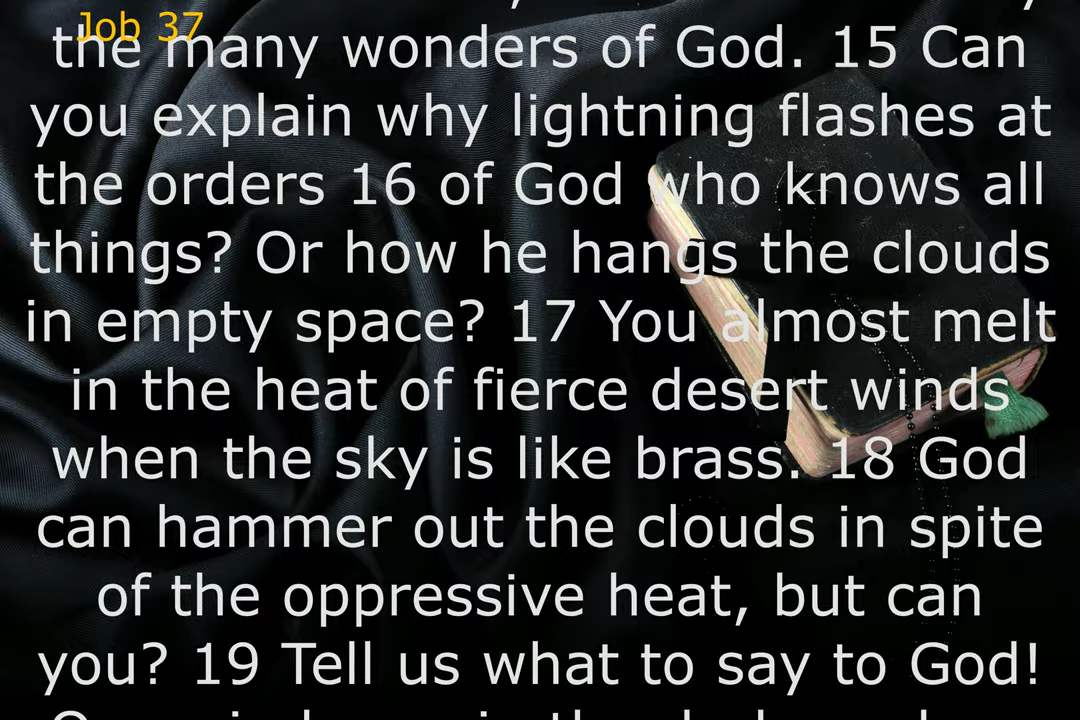 Job 37
the many wonders of God. 15 Can
you explain why lightning flashes at
the orders 16 of God who knows all
things? Or how he hangs the clouds
in empty space? 17 You almost melt
in the heat of fierce desert winds
when the sky is like brass. 18 God
can hammer out the clouds in spite
of the oppressive heat, but can
you? 19 Tell us what to say to God!